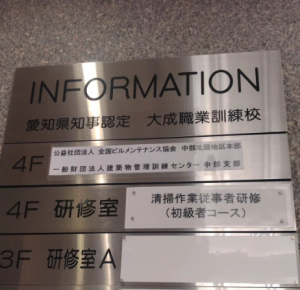 INFORMATION
愛知県知事認定 大成職業訓練校
4F 公益社団法人 全国ビルメンテナンス協会 中部北陸地区本部
一般財団法人建築物管理訓練センター中部支部
4F 研修室 清掃作業従事者研修
(初級者コース)
3F 研修室A